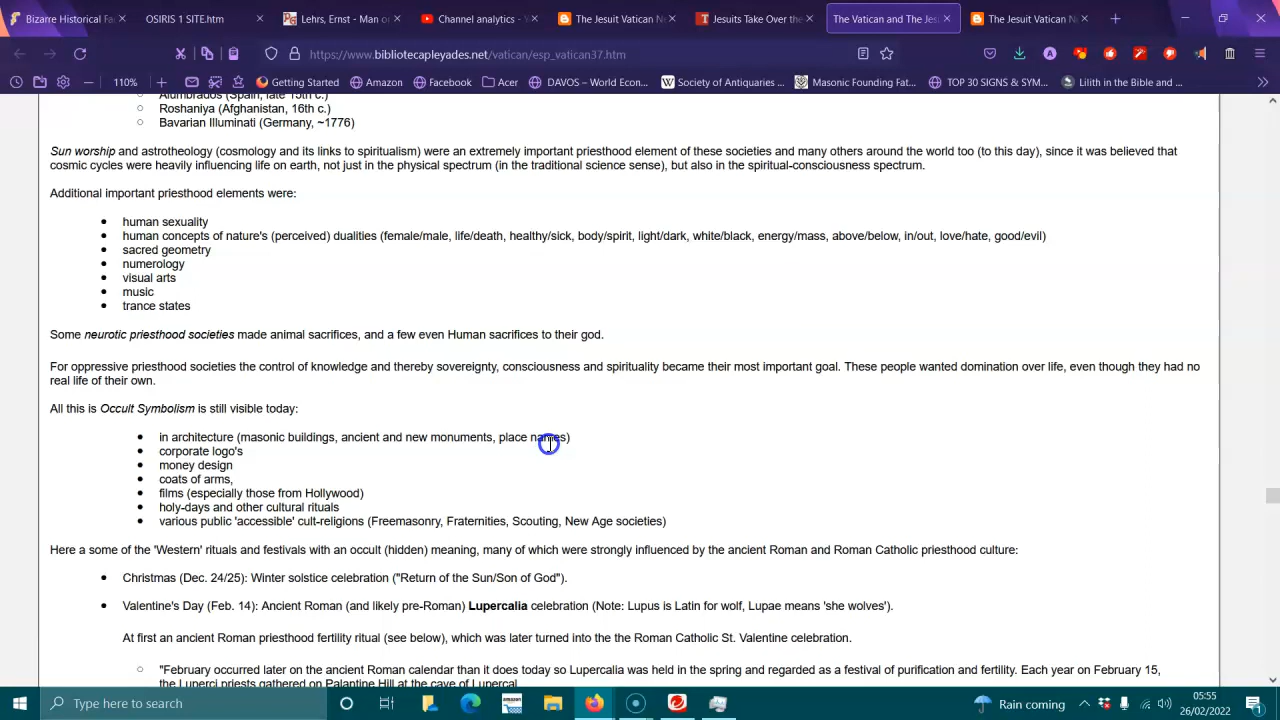 Bizarre Historical Fa
OSIRIS 1 SITE.htm
Lehrs, Ernst - Man o
Channel analytics - Y
The Jesuit Vatican Ne
Jesuits Take Over the
The Vatican and The Jesu
The Jesuit Vatican Ne
https://www.bibliotecapleyades.net/vatican/esp_vatican37.htm
110%
Getting Started
Amazon
Facebook
Acer
DAVOS – World Econ...
Society of Antiquaries ...
Masonic Founding Fat...
TOP 30 SIGNS & SYM...
Lilith in the Bible and ...
Roshaniya (Afghanistan, 16th c.)
Bavarian Illuminati (Germany, ~1776)
Sun worship and astrotheology (cosmology and its links to spiritualism) were an extremely important priesthood element of these societies and many others around the world too (to this day), since it was believed that
cosmic cycles were heavily influencing life on earth, not just in the physical spectrum (in the traditional science sense), but also in the spiritual-consciousness spectrum.
Additional important priesthood elements were:
human sexuality
human concepts of nature's (perceived) dualities (female/male, life/death, healthy/sick, body/spirit, light/dark, white/black, energy/mass, above/below, in/out, love/hate, good/evil)
sacred geometry
numerology
visual arts
music
trance states
Some neurotic priesthood societies made animal sacrifices, and a few even Human sacrifices to their god.
For oppressive priesthood societies the control of knowledge and thereby sovereignty, consciousness and spirituality became their most important goal. These people wanted domination over life, even though they had no
real life of their own.
All this is Occult Symbolism is still visible today:
in architecture (masonic buildings, ancient and new monuments, place names)
corporate logo's
money design
coats of arms,
films (especially those from Hollywood)
holy-days and other cultural rituals
various public 'accessible' cult-religions (Freemasonry, Fraternities, Scouting, New Age societies)
Here a some of the 'Western' rituals and festivals with an occult (hidden) meaning, many of which were strongly influenced by the ancient Roman and Roman Catholic priesthood culture:
Christmas (Dec. 24/25): Winter solstice celebration ("Return of the Sun/Son of God").
Valentine's Day (Feb. 14): Ancient Roman (and likely pre-Roman) Lupercalia celebration (Note: Lupus is Latin for wolf, Lupae means 'she wolves').
At first an ancient Roman priesthood fertility ritual (see below), which was later turned into the the Roman Catholic St. Valentine celebration.
"February occurred later on the ancient Roman calendar than it does today so Lupercalia was held in the spring and regarded as a festival of purification and fertility. Each year on February 15,
the Luperci priests gathered on Palantine Hill at the cave of Lupercal.
Type here to search
Rain coming
05:55
26/02/2022